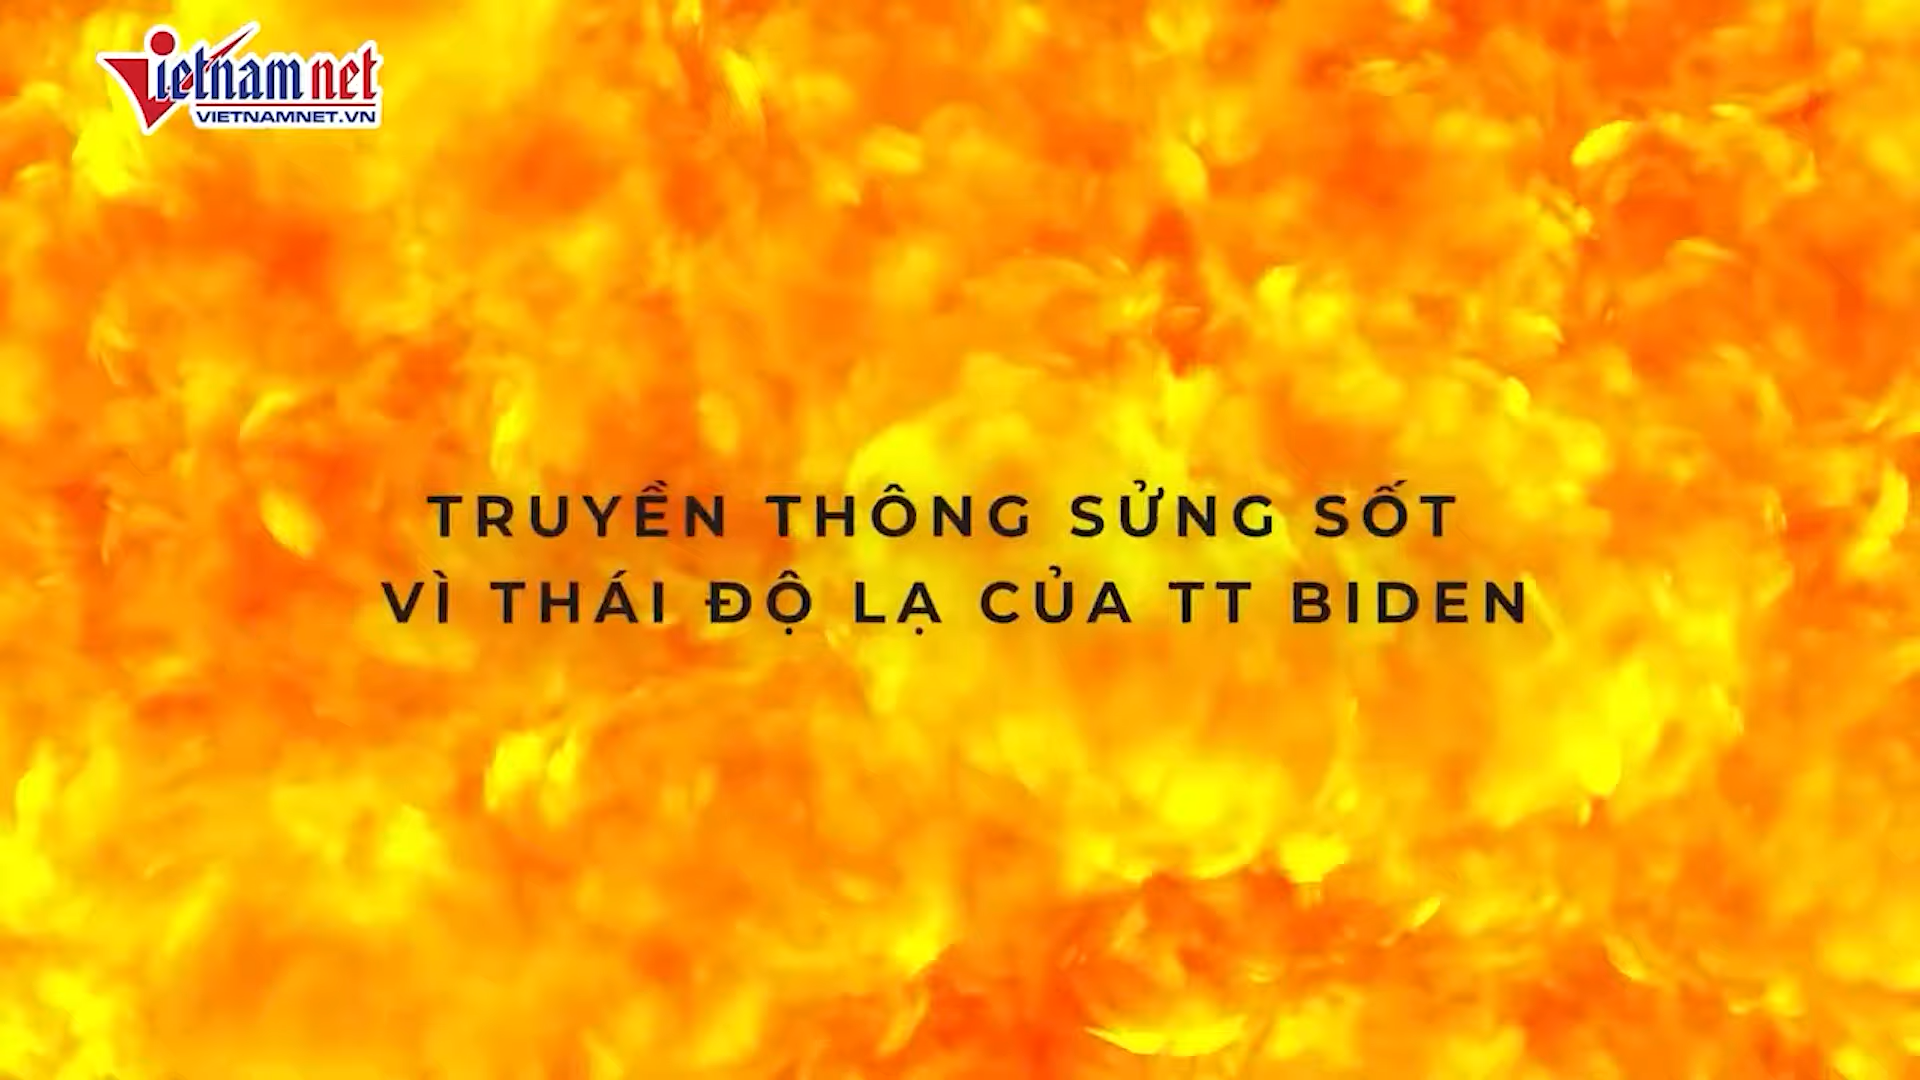 Vietnamnet
VIETNAMNET.VN
TRUYỀN THÔNG SỬNG SỐT
VÌ THÁI ĐỘ LẠ CỦA TT BIDEN